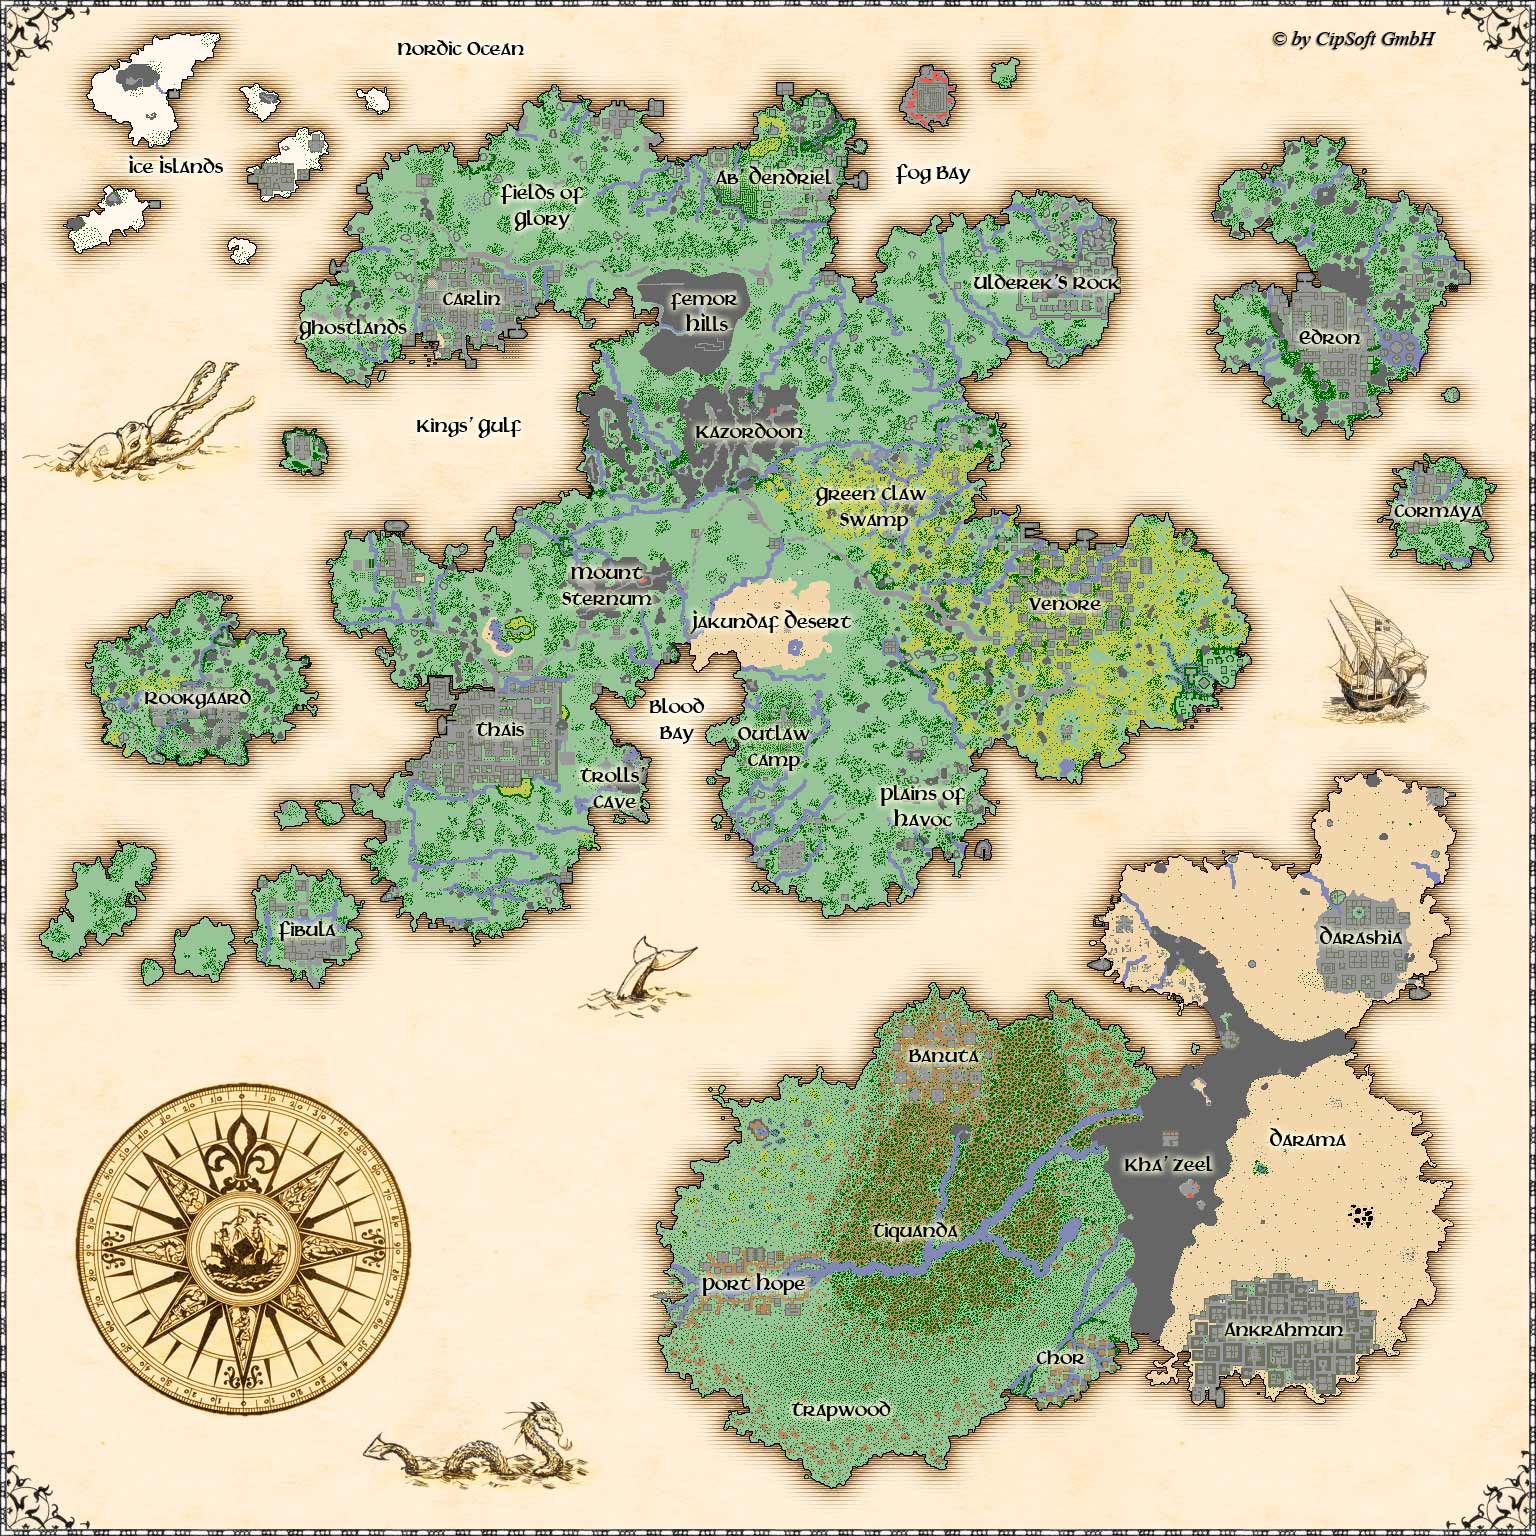 © by CipSoft GmbH
Nordic Ocean
Ice Islands
Fields of
Glory
Ab' Dendriel
Fog Bay
Carlin
Ghostlands
Femor
Hills
Ulderek's Rock
Edron
Kings' Gulf
Kazordoon
Green Claw
Swamp
Cormaya
Mount
Sternum
Jakundaf Desert
Venore
Rookgaard
Thais
Blood
Bay
Outlaw
Camp
Trolls'
Cave
Plains of
Havoc
Fibula
Darashia
Banuta
Darama
Kha' Zeel
Tiquanda
Port Hope
Ankrahmun
Chor
Trapwood